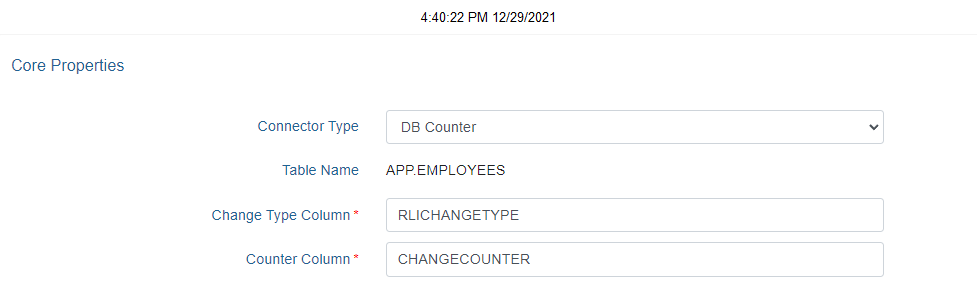 4:40:22 PM 12/29/2021
Core Properties
Connector Type DB Counter
Table Name APP.EMPLOYEES
Change Type Column * RLICHANGETYPE
Counter Column * CHANGECOUNTER